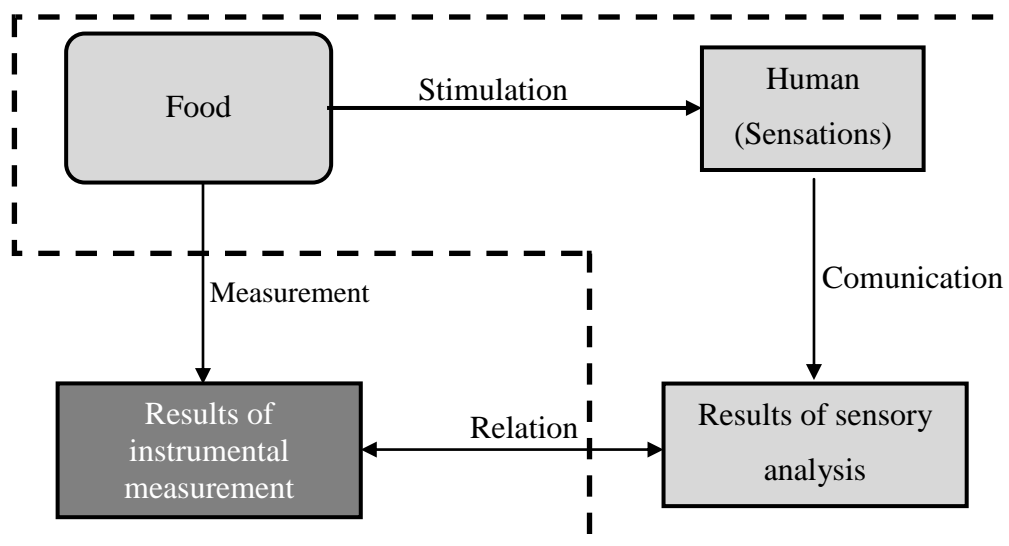 Food
Stimulation
Human
(Sensations)
Measurement
Comunication
Results of
instrumental
measurement
Relation
Results of sensory
analysis